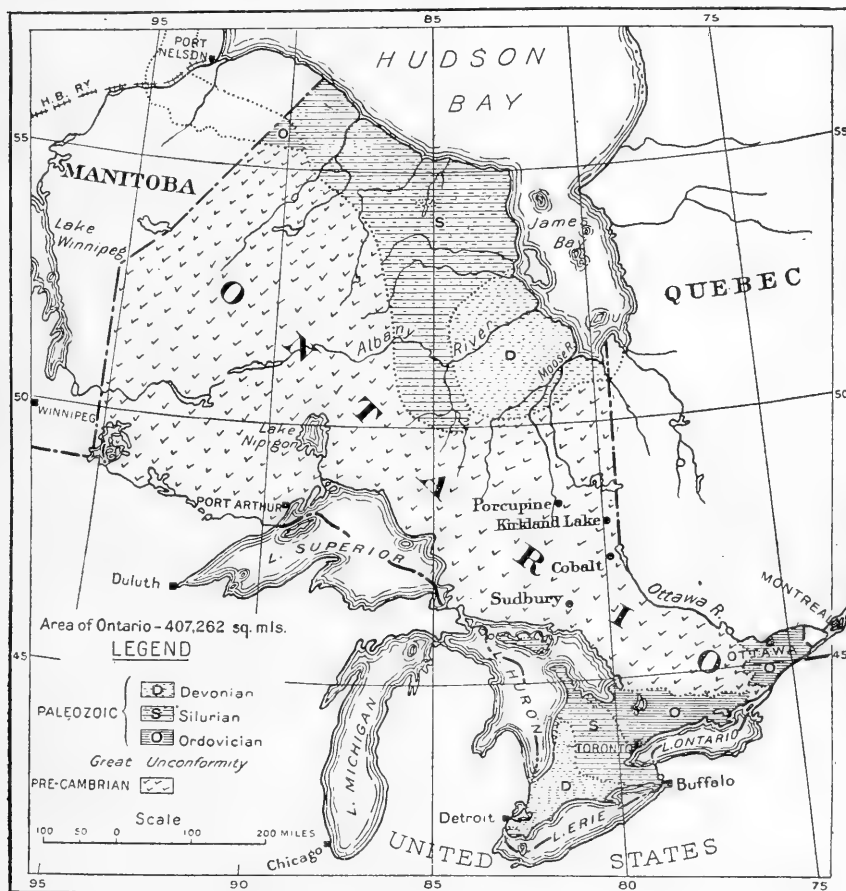 95
90
85
80
75
PORT
NELSON
HUDSON
BAY
H.B. RY
55
55
O
MANITOBA
Lake
Winnipeg
S
James
Bay
QUEBEC
ONTARIO
Albany River
D
Moose R.
50
50
WINNIPEG
Lake
Nipigon
PORT ARTHUR
Porcupine
Kirkland Lake
L. SUPERIOR
Cobalt
Duluth
Sudbury
Ottawa R.
MONTREAL
Area of Ontario - 407,262 sq. mls.
OTTAWA
O
45
45
LEGEND
PALEOZOIC
D Devonian
S Silurian
O Ordovician
Great Unconformity
PRE-CAMBRIAN
L. MICHIGAN
L. HURON
S
O
TORONTO
L. ONTARIO
D
Buffalo
Scale
100 50 0 100 200 MILES
Detroit
L. ERIE
Chicago
UNITED STATES
95
90
85
80
75